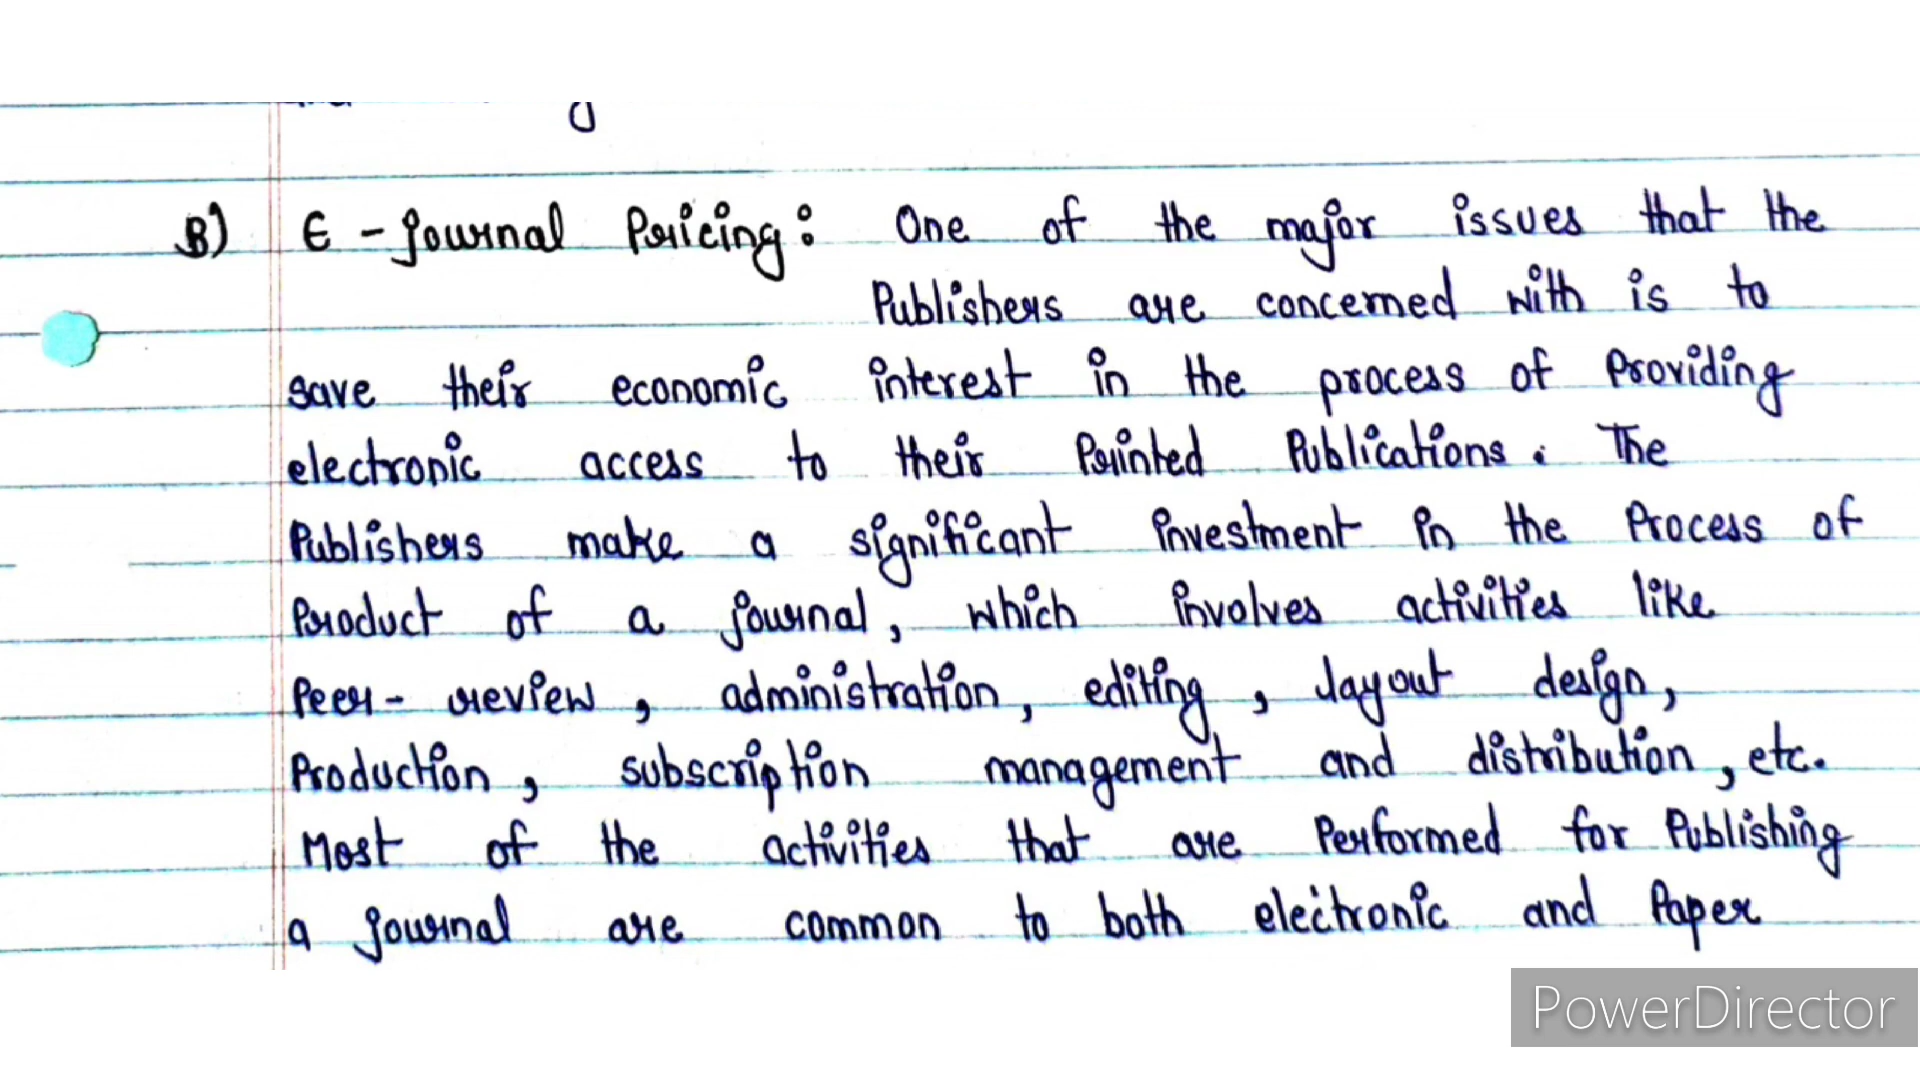 B) E - Journal Pricing: One of the major issues that the
Publishers are concerned with is to
save their economic interest in the process of Providing
electronic access to their Printed Publications. The
Publishers make a significant investment in the Process of
Product of a journal, which involves activities like
Peer - review, administration, editing, layout design,
Production, subscription management and distribution, etc.
Most of the activities that are Performed for Publishing
a journal are common to both electronic and Paper
PowerDirector